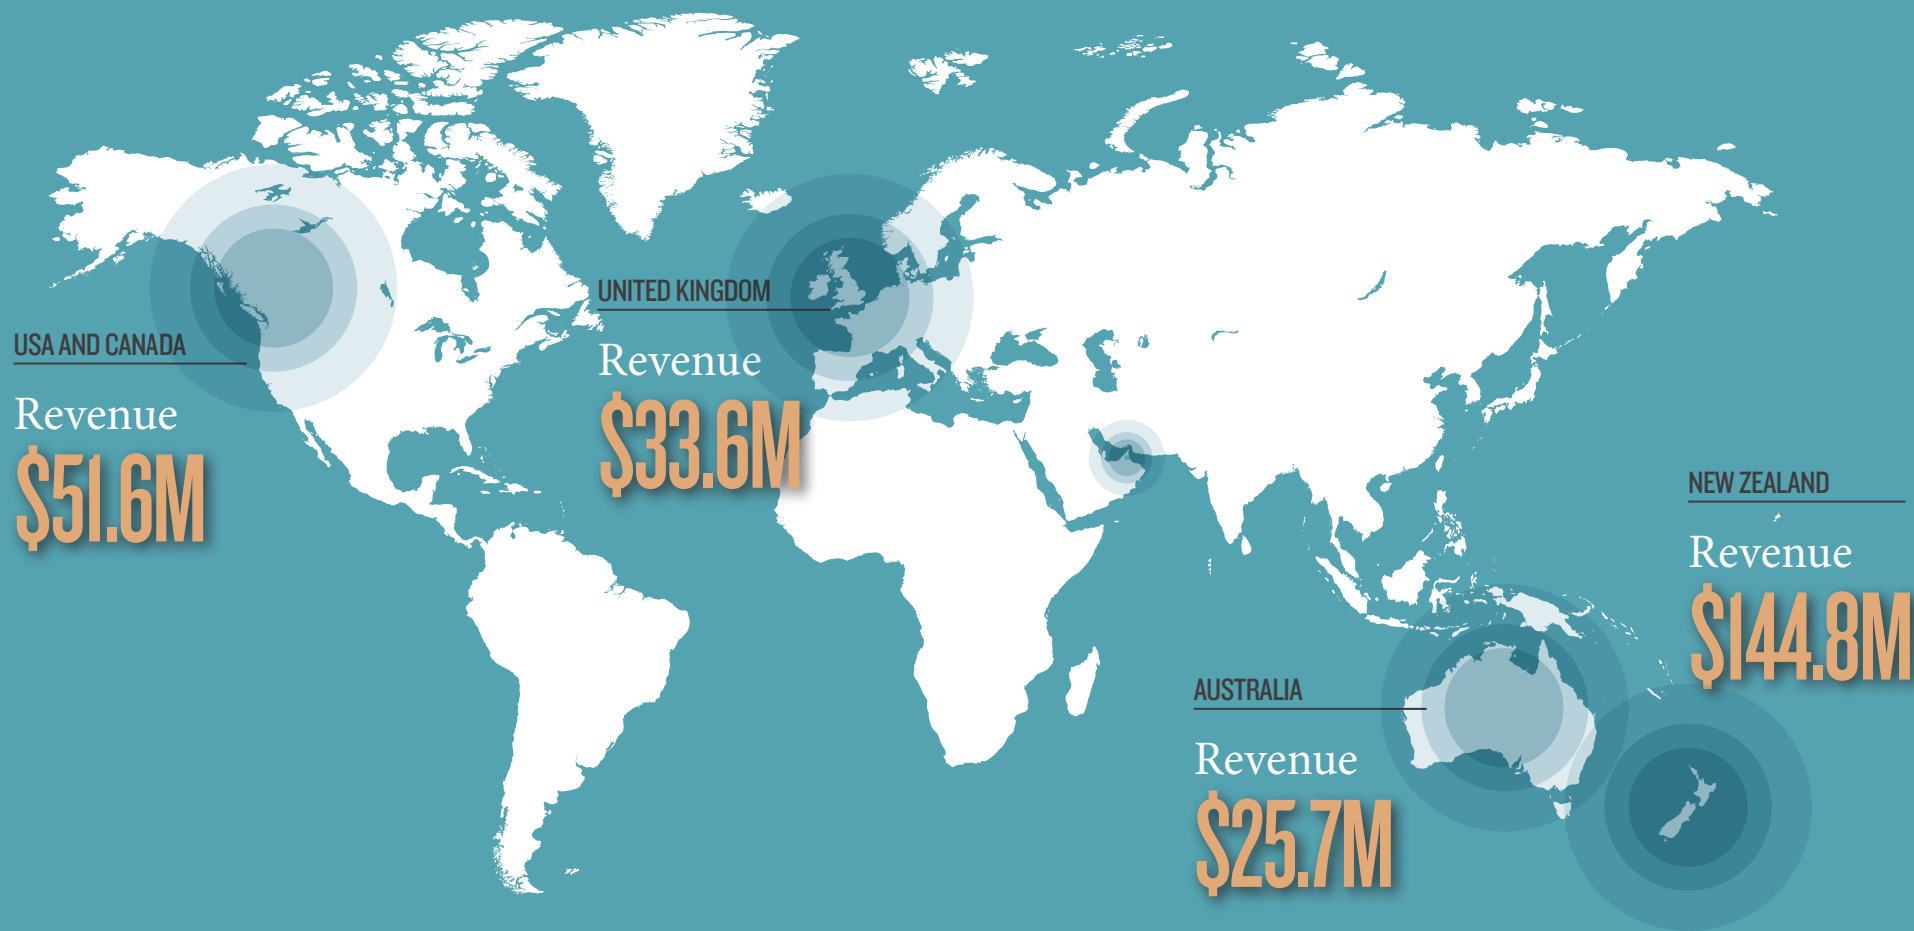 USA AND CANADA
Revenue
$51.6M
UNITED KINGDOM
Revenue
$33.6M
AUSTRALIA
Revenue
$25.7M
NEW ZEALAND
Revenue
$144.8M